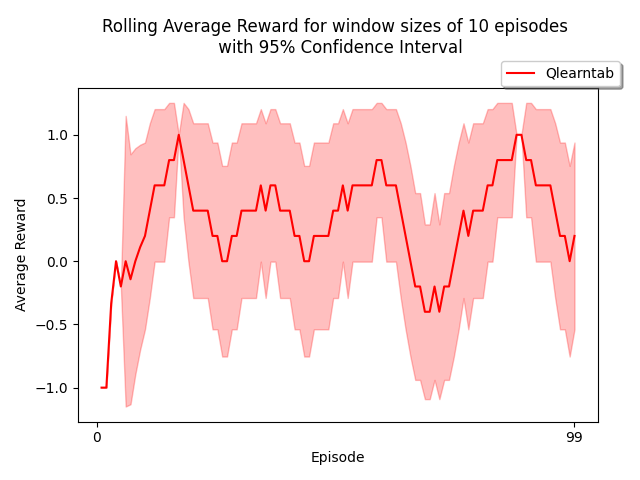 Rolling Average Reward for window sizes of 10 episodes
with 95% Confidence Interval
Qlearntab
1.0
0.5
0.0
−0.5
−1.0
Average Reward
0 99
Episode